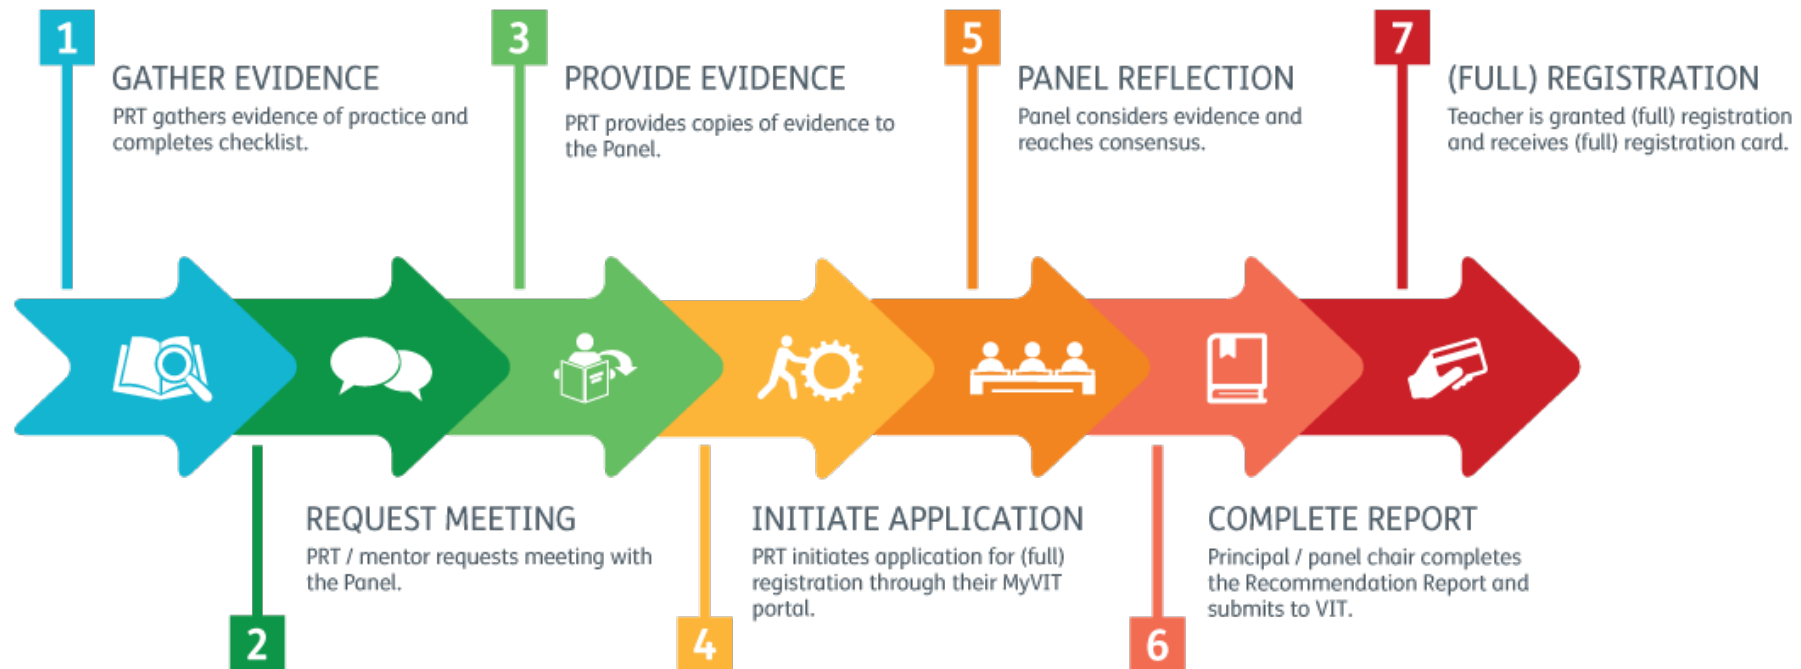 1
GATHER EVIDENCE
PRT gathers evidence of practice and
completes checklist.
2
REQUEST MEETING
PRT / mentor requests meeting with
the Panel.
3
PROVIDE EVIDENCE
PRT provides copies of evidence to
the Panel.
4
INITIATE APPLICATION
PRT initiates application for (full)
registration through their MyVIT
portal.
5
PANEL REFLECTION
Panel considers evidence and
reaches consensus.
6
COMPLETE REPORT
Principal / panel chair completes
the Recommendation Report and
submits to VIT.
7
(FULL) REGISTRATION
Teacher is granted (full) registration
and receives (full) registration card.